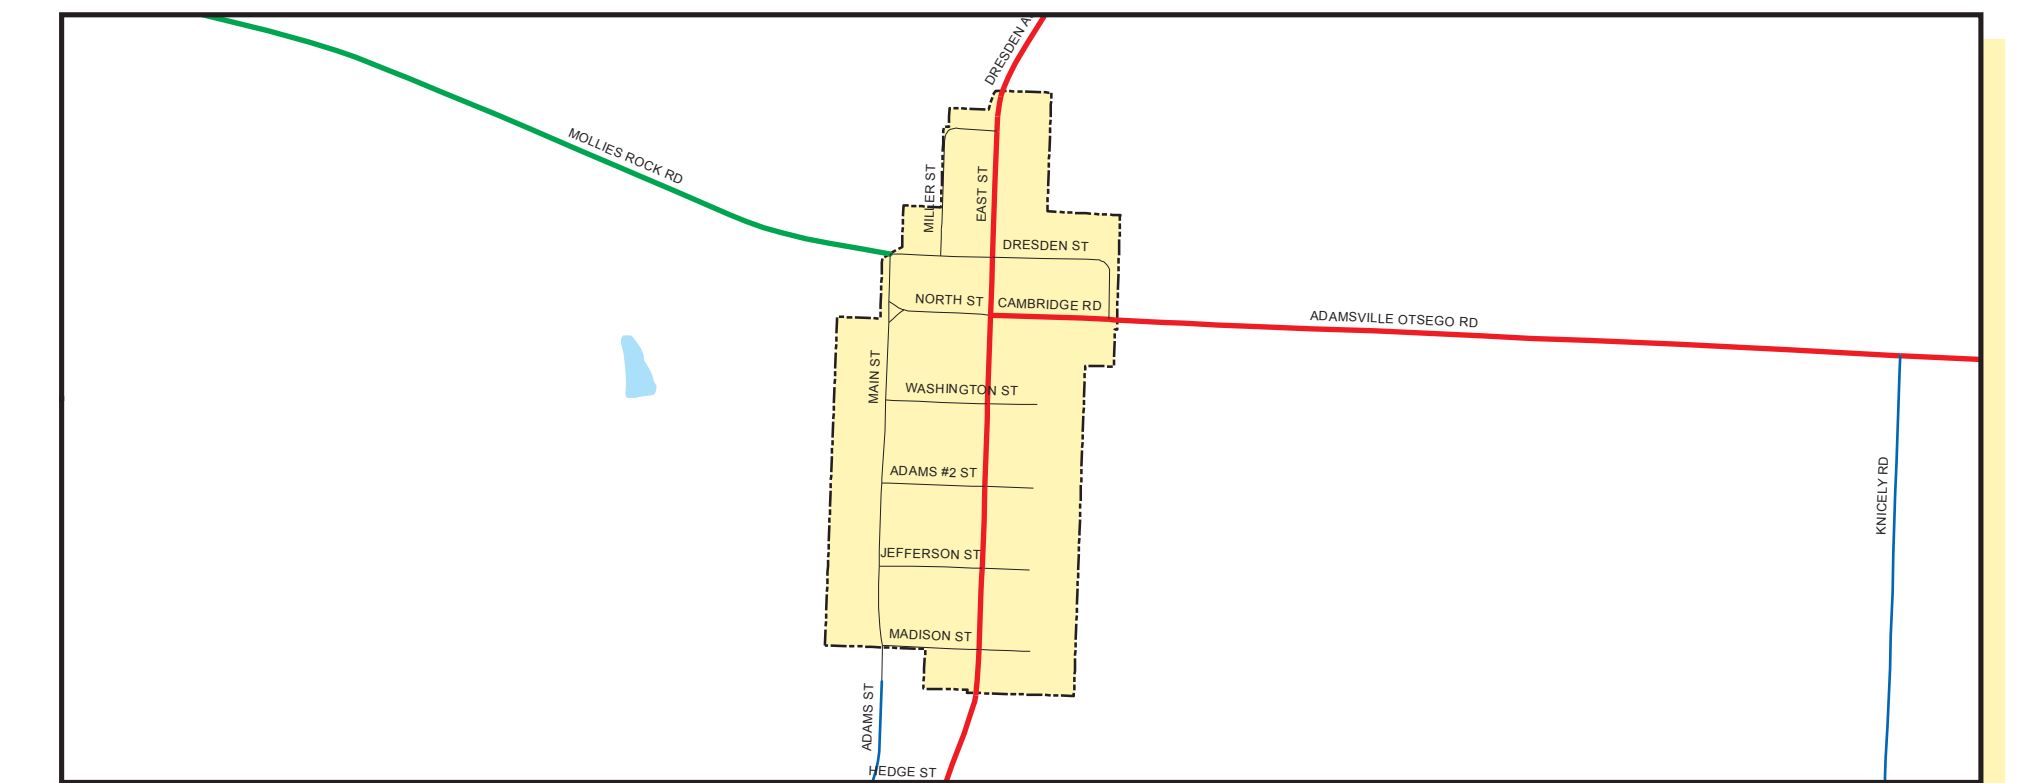 DRESDEN A
MOLLIES ROCK RD
MILLER ST
EAST ST
DRESDEN ST
NORTH ST
CAMBRIDGE RD
ADAMSVILLE OTSEGO RD
MAIN ST
WASHINGTON ST
ADAMS #2 ST
KNICELY RD
JEFFERSON ST
MADISON ST
ADAMS ST
HEDGE ST